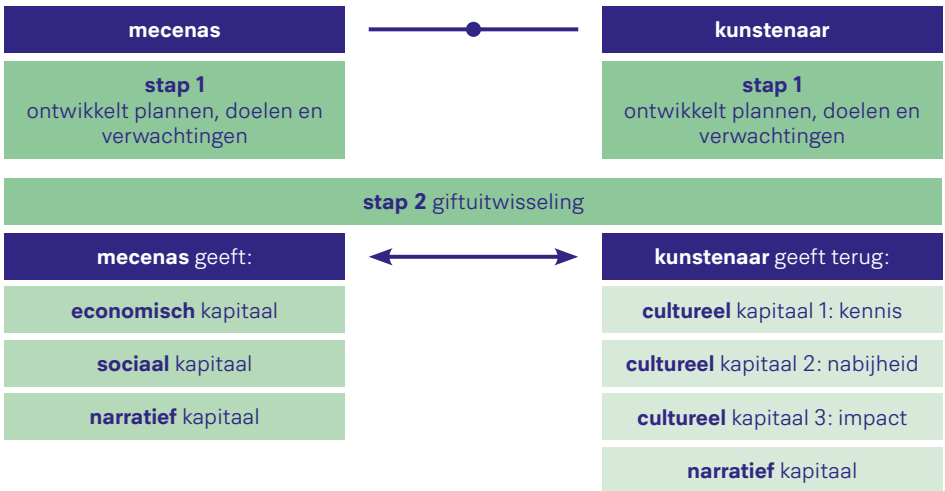 mecenas
kunstenaar
stap 1
ontwikkelt plannen, doelen en
verwachtingen
stap 1
ontwikkelt plannen, doelen en
verwachtingen
stap 2 giftuitwisseling
mecenas geeft:
kunstenaar geeft terug:
economisch kapitaal
cultureel kapitaal 1: kennis
sociaal kapitaal
cultureel kapitaal 2: nabijheid
narratief kapitaal
cultureel kapitaal 3: impact
narratief kapitaal